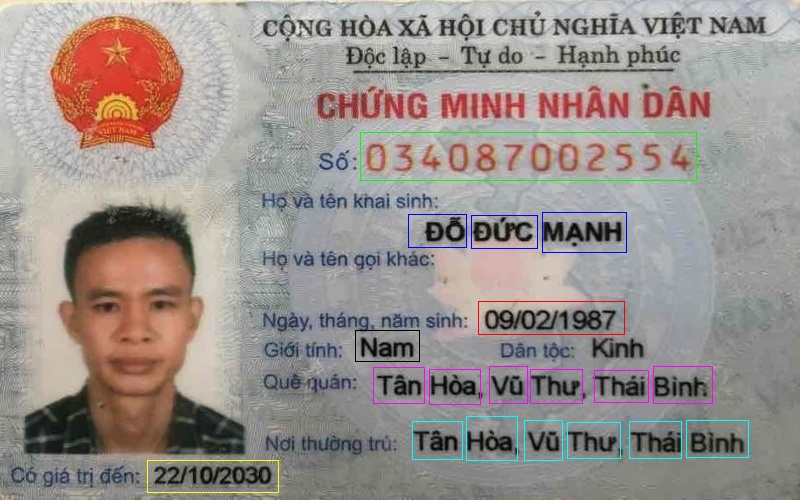 CỘNG HÒA XÃ HỘI CHỦ NGHĨA VIỆT NAM
Độc lập - Tự do - Hạnh phúc
CHỨNG MINH NHÂN DÂN
Số: 034087002554
Họ và tên khai sinh:
ĐỖ ĐỨC MẠNH
Họ và tên gọi khác:
Ngày, tháng, năm sinh: 09/02/1987
Giới tính: Nam Dân tộc: Kinh
Quê quán: Tân Hòa, Vũ Thư, Thái Bình
Nơi thường trú: Tân Hòa, Vũ Thư, Thái Bình
Có giá trị đến: 22/10/2030
VIỆT NAM